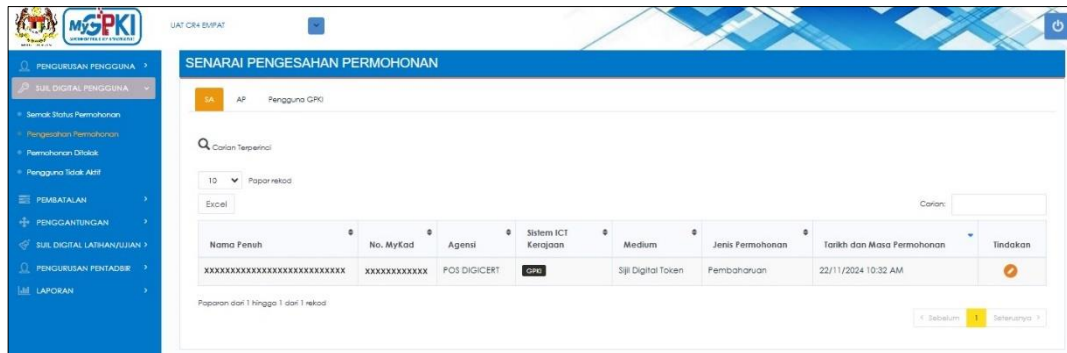 MyGPKI
UAT CR4 EMPAT
PENGURUSAN PENGGUNA
SIJIL DIGITAL PENGGUNA
Semak Status Permohonan
Pengesahan Permohonan
Permohonan Ditolak
Pengguna Tidak Aktif
PEMBATALAN
PENGGANTUNGAN
SIJIL DIGITAL LATIHAN/UJIAN
PENGURUSAN PENTADBIR
LAPORAN
SENARAI PENGESAHAN PERMOHONAN
SA AP Pengguna GPKI
Carian Terperinci
10 Papar rekod
Excel Carian:
Nama Penuh No. MyKad Agensi Sistem ICT Kerajaan Medium Jenis Permohonan Tarikh dan Masa Permohonan Tindakan
XXXXXXXXXXXXXXXXXXXXXXXXXXX XXXXXXXXXXXX POS DIGICERT GPKI Sijil Digital Token Pembaharuan 22/11/2024 10:32 AM
Paparan dari 1 hingga 1 dari 1 rekod
Sebelum 1 Seterusnya